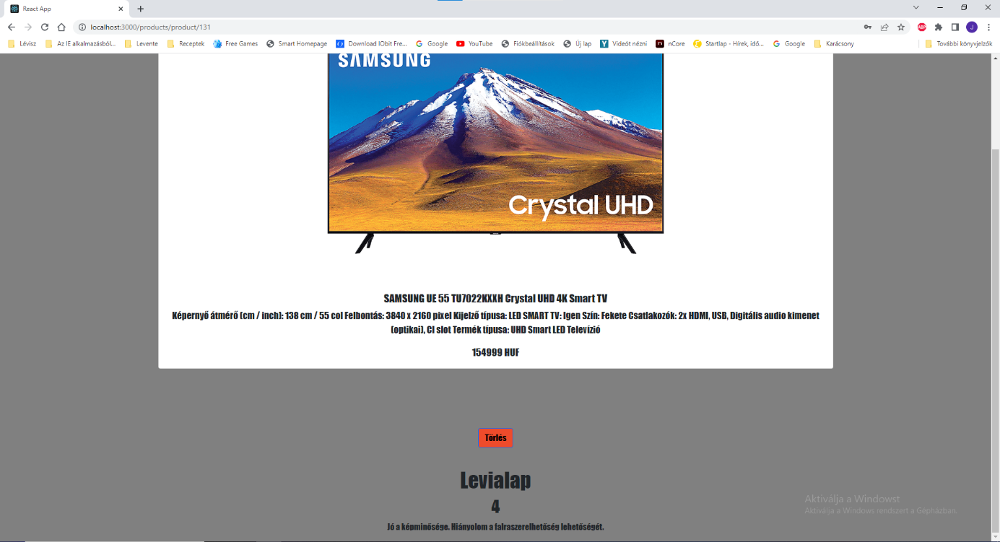 React App
localhost:3000/products/product/131
ABP
J
Lévisz
Az IE alkalmazásból...
Levente
Receptek
Free Games
Smart Homepage
Download IObit Fre...
Google
YouTube
Fiókbeállítások
Új lap
Y
Videót nézni
n
nCore
Startlap - Hírek, idő...
Google
Karácsony
További könyvjelzők
SAMSUNG
Crystal UHD
SAMSUNG UE 55 TU7022KXXH Crystal UHD 4K Smart TV
Képernyő átmérő (cm / inch): 138 cm / 55 col Felbontás: 3840 x 2160 pixel Kijelző típusa: LED SMART TV: Igen Szín: Fekete Csatlakozók: 2x HDMI, USB, Digitális audio kimenet
(optikai), CI slot Termék típusa: UHD Smart LED Televízió
154999 HUF
Törlés
Levialap
4
Jó a képminősége. Hiányolom a falraszerelhetőség lehetőségét.
Aktiválja a Windowst
Aktiválja a Windows rendszert a Gépházban.